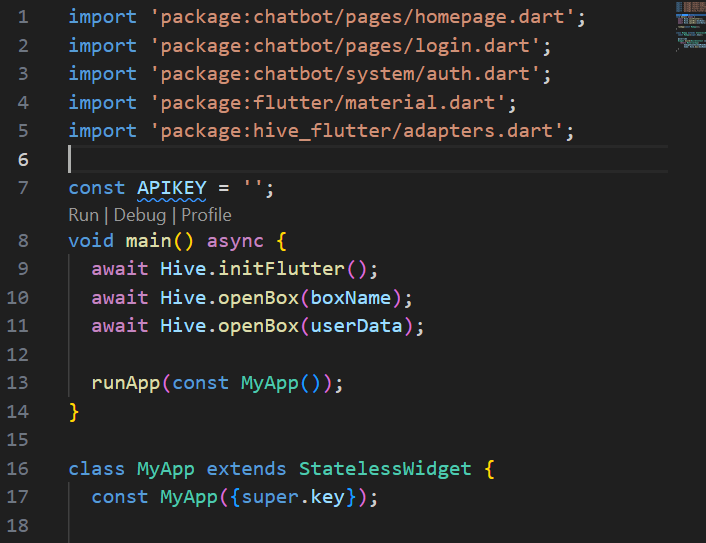 1 import 'package:chatbot/pages/homepage.dart';
2 import 'package:chatbot/pages/login.dart';
3 import 'package:chatbot/system/auth.dart';
4 import 'package:flutter/material.dart';
5 import 'package:hive_flutter/adapters.dart';
6
7 const APIKEY = '';
Run | Debug | Profile
8 void main() async {
9   await Hive.initFlutter();
10   await Hive.openBox(boxName);
11   await Hive.openBox(userData);
12
13   runApp(const MyApp());
14 }
15
16 class MyApp extends StatelessWidget {
17   const MyApp({super.key});
18